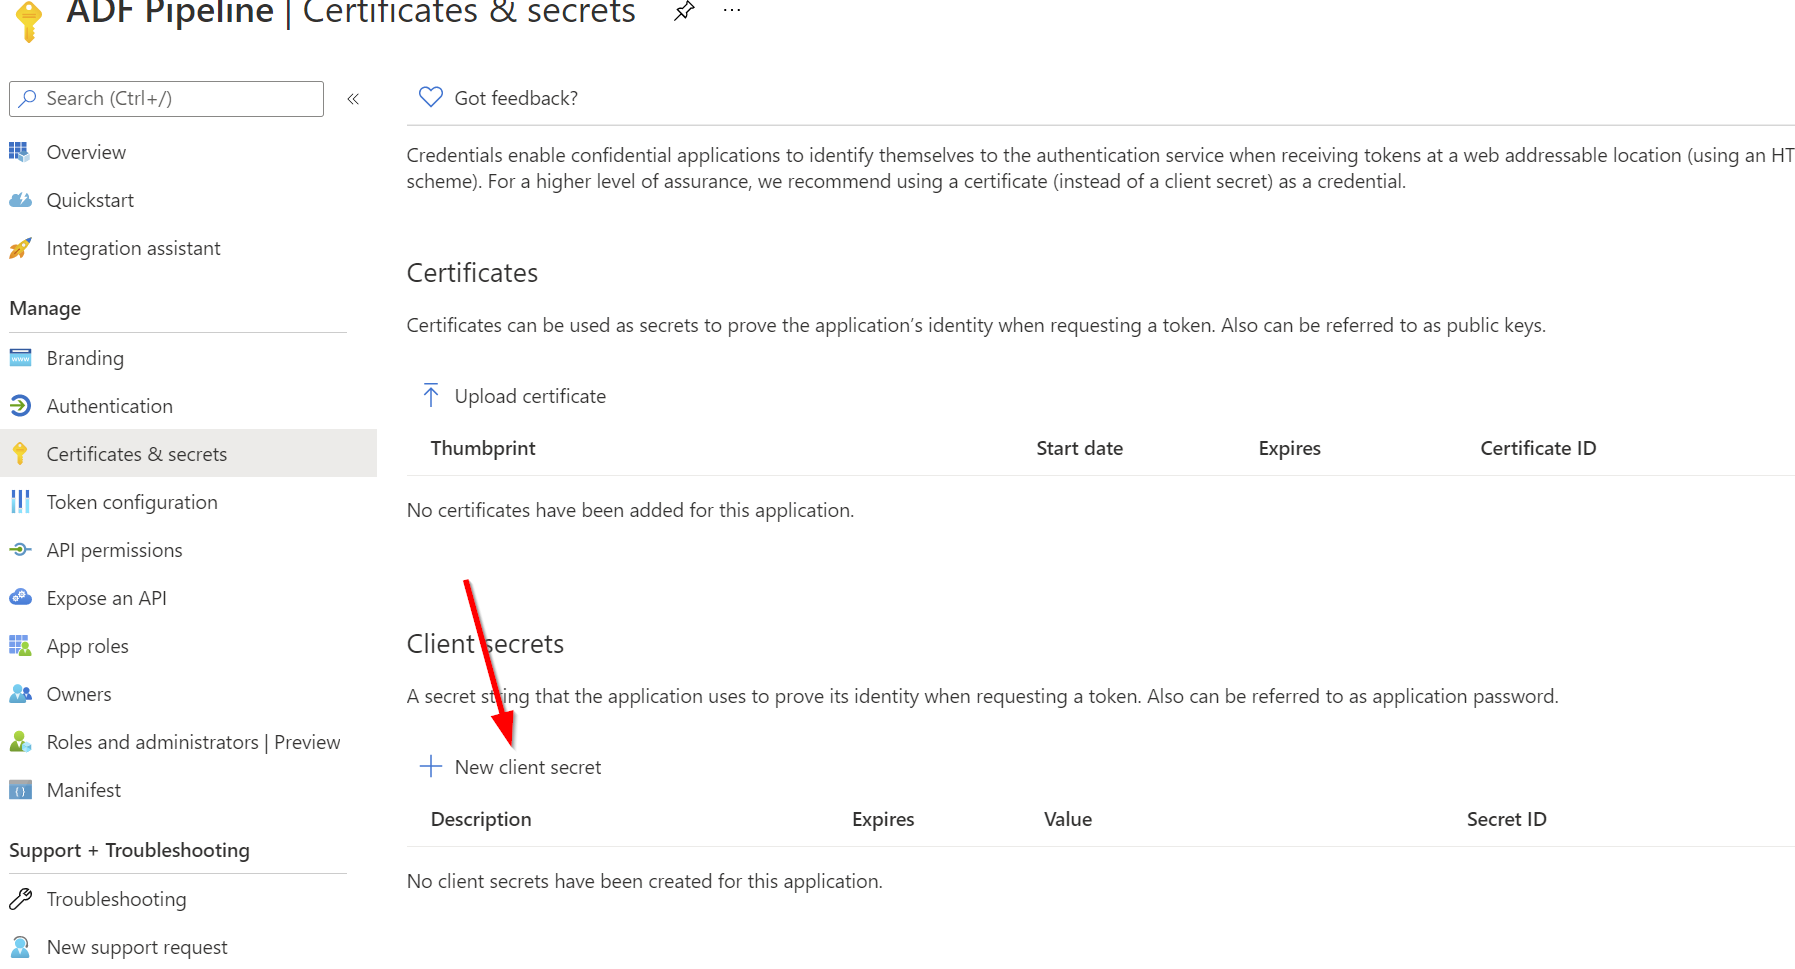 ADF Pipeline | Certificates & secrets
Search (Ctrl+/)
Overview
Quickstart
Integration assistant
Manage
Branding
Authentication
Certificates & secrets
Token configuration
API permissions
Expose an API
App roles
Owners
Roles and administrators | Preview
Manifest
Support + Troubleshooting
Troubleshooting
New support request
Got feedback?
Credentials enable confidential applications to identify themselves to the authentication service when receiving tokens at a web addressable location (using an HT
scheme). For a higher level of assurance, we recommend using a certificate (instead of a client secret) as a credential.
Certificates
Certificates can be used as secrets to prove the application’s identity when requesting a token. Also can be referred to as public keys.
Upload certificate
Thumbprint Start date Expires Certificate ID
No certificates have been added for this application.
Client secrets
A secret string that the application uses to prove its identity when requesting a token. Also can be referred to as application password.
New client secret
Description Expires Value Secret ID
No client secrets have been created for this application.